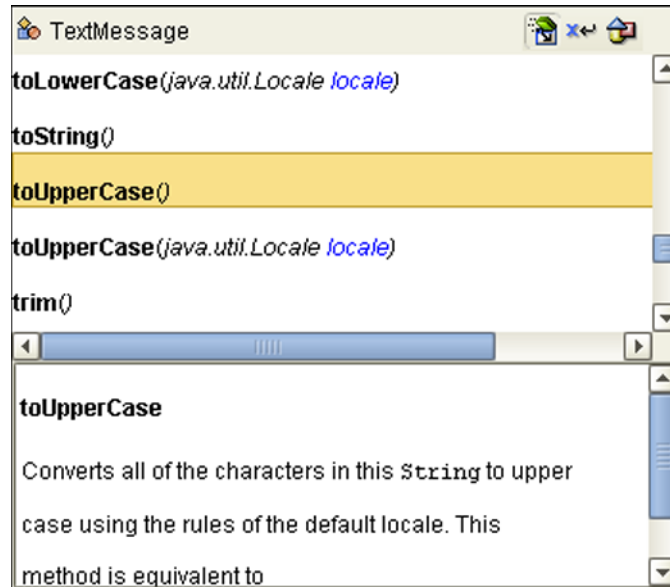 TextMessage
toLowerCase(java.util.Locale locale)
toString()
toUpperCase()
toUpperCase(java.util.Locale locale)
trim()
toUpperCase
Converts all of the characters in this String to upper
case using the rules of the default locale. This
method is equivalent to